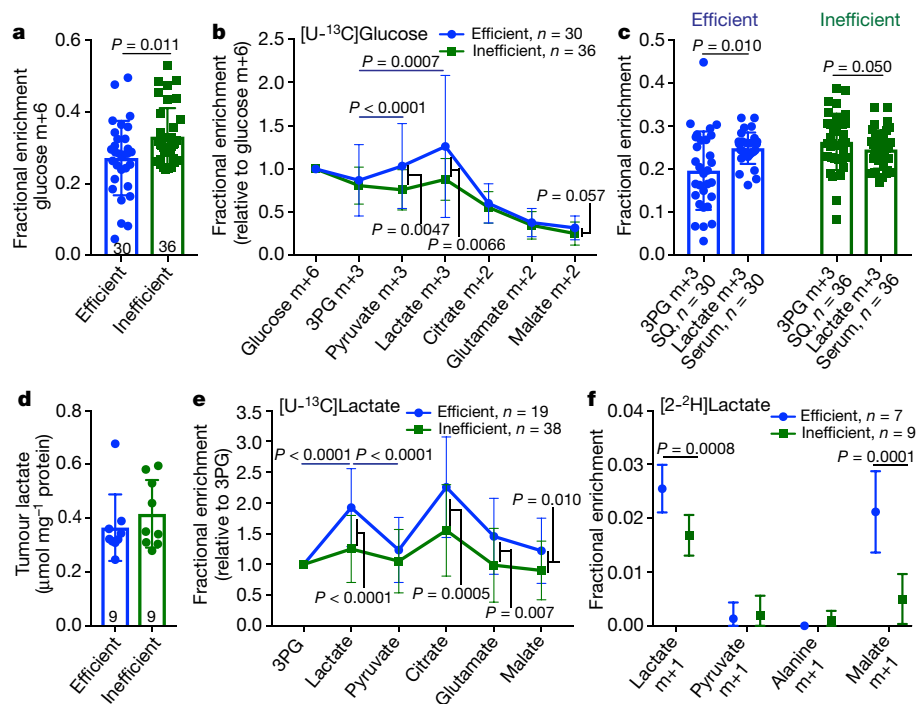 a
Fractional enrichment
glucose m+6
0.6
0.4
0.2
0.0
P = 0.011
30
36
Efficient
Inefficient
b
[U-¹³C]Glucose
Efficient, n = 30
Inefficient, n = 36
Fractional enrichment
(relative to glucose m+6)
2.5
2.0
1.5
1.0
0.5
0.0
P = 0.0007
P < 0.0001
P = 0.0047
P = 0.0066
P = 0.057
Glucose m+6
3PG m+3
Pyruvate m+3
Lactate m+3
Citrate m+2
Glutamate m+2
Malate m+2
c
Efficient
Inefficient
Fractional enrichment
0.5
0.4
0.3
0.2
0.1
0.0
P = 0.010
P = 0.050
3PG m+3
SQ, n = 30
Lactate m+3
Serum, n = 30
3PG m+3
SQ, n = 36
Lactate m+3
Serum, n = 36
d
Tumour lactate
(μmol mg⁻¹ protein)
0.8
0.6
0.4
0.2
0.0
9
9
Efficient
Inefficient
e
[U-¹³C]Lactate
Efficient, n = 19
Inefficient, n = 38
Fractional enrichment
(relative to 3PG)
3.5
3.0
2.5
2.0
1.5
1.0
0.5
0.0
P < 0.0001
P < 0.0001
P = 0.010
P < 0.0001
P = 0.0005
P = 0.007
3PG
Lactate
Pyruvate
Citrate
Glutamate
Malate
f
[2-²H]Lactate
Efficient, n = 7
Inefficient, n = 9
Fractional enrichment
0.04
0.03
0.02
0.01
0.00
P = 0.0008
P = 0.0001
Lactate
m+1
Pyruvate
m+1
Alanine
m+1
Malate
m+1